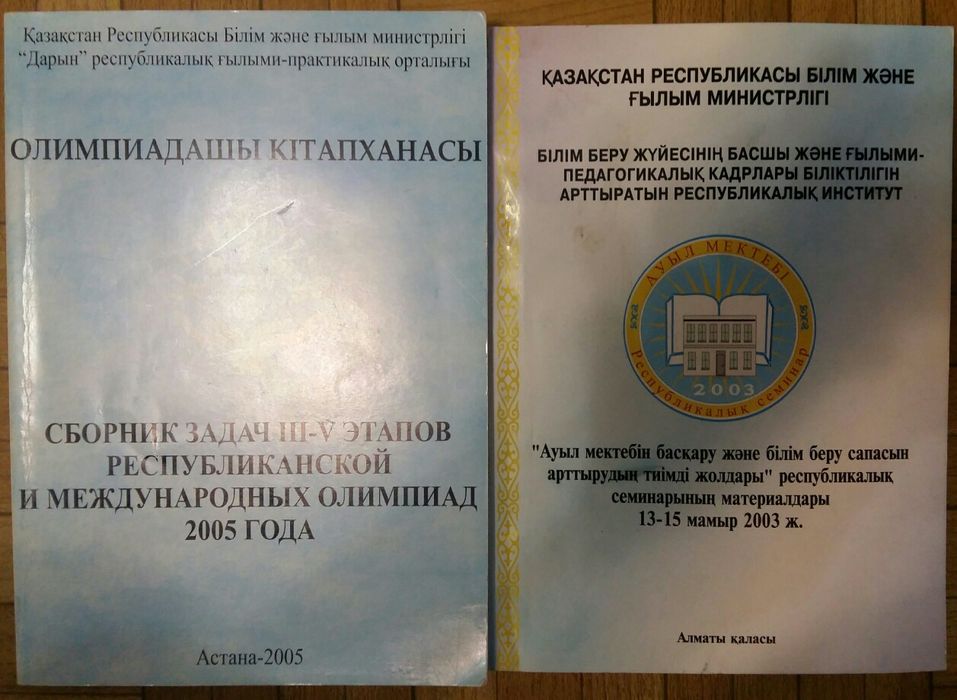 Қазақстан Республикасы Білім және ғылым министрлігі
“Дарын” республикалық ғылыми-практикалық орталығы
ОЛИМПИАДАШЫ КІТАПХАНАСЫ
СБОРНИК ЗАДАЧ III-V ЭТАПОВ
РЕСПУБЛИКАНСКОЙ
И МЕЖДУНАРОДНЫХ ОЛИМПИАД
2005 ГОДА
Астана-2005
ҚАЗАҚСТАН РЕСПУБЛИКАСЫ БІЛІМ ЖӘНЕ
ҒЫЛЫМ МИНИСТРЛІГІ
БІЛІМ БЕРУ ЖҮЙЕСІНІҢ БАСШЫ ЖӘНЕ ҒЫЛЫМИ-
ПЕДАГОГИКАЛЫҚ КАДРЛАРЫ БІЛІКТІЛІГІН
АРТТЫРАТЫН РЕСПУБЛИКАЛЫҚ ИНСТИТУТ
АУЫЛ МЕКТЕБІ
2003
Республикалық семинар
"Ауыл мектебін басқару және білім беру сапасын
арттырудың тиімді жолдары" республикалық
семинарының материалдары
13-15 мамыр 2003 ж.
Алматы қаласы